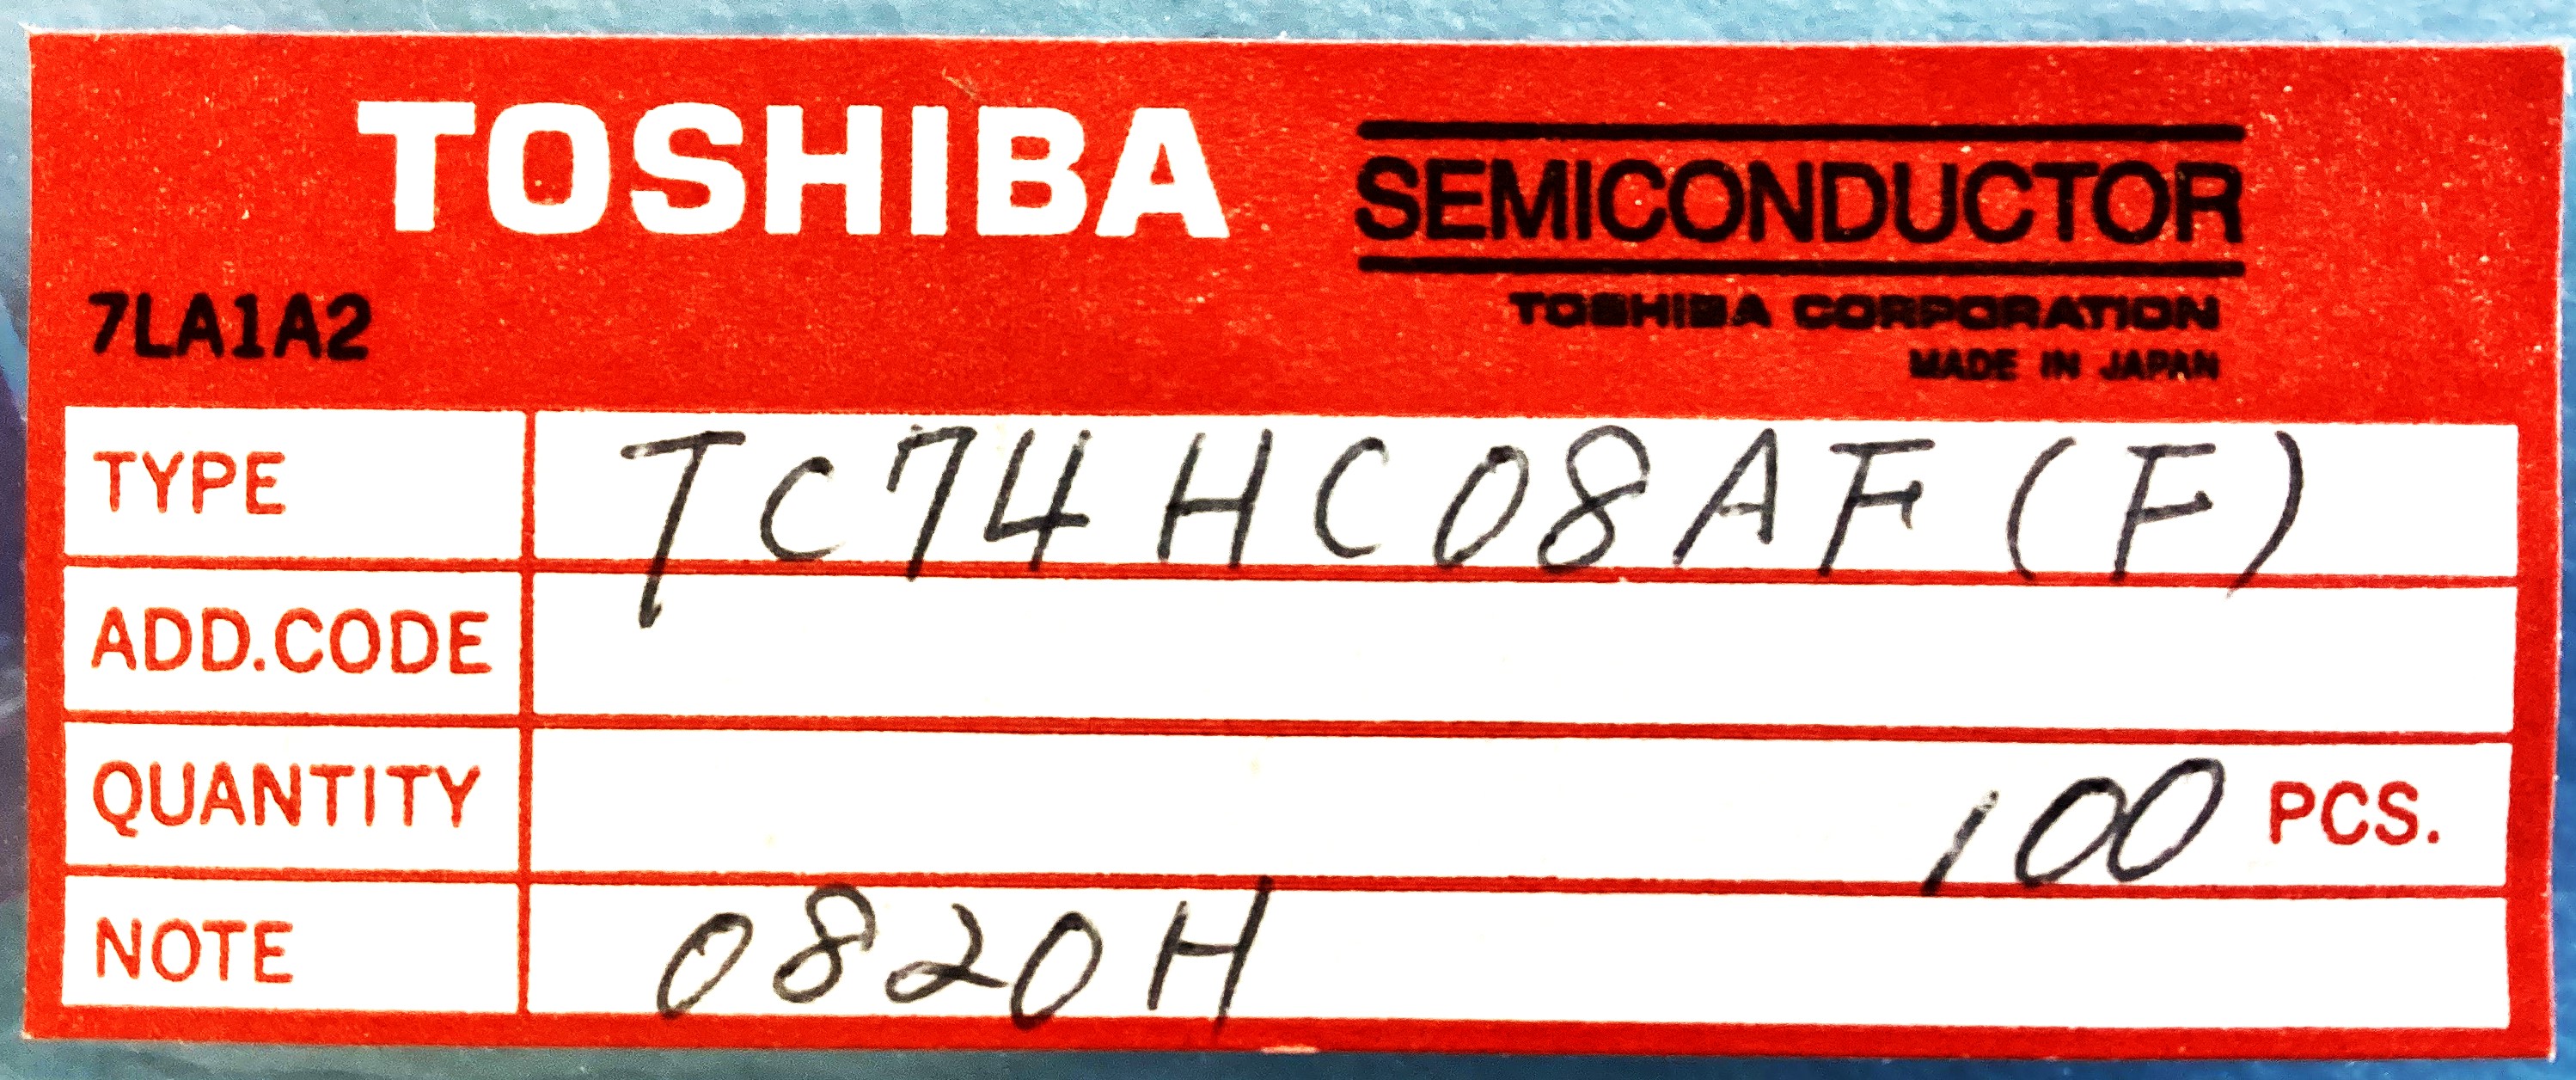 TOSHIBA
SEMICONDUCTOR
TOSHIBA CORPORATION
MADE IN JAPAN
7LA1A2
TYPE TC74HC08AF(F)
ADD.CODE
QUANTITY 100 PCS.
NOTE 0820H